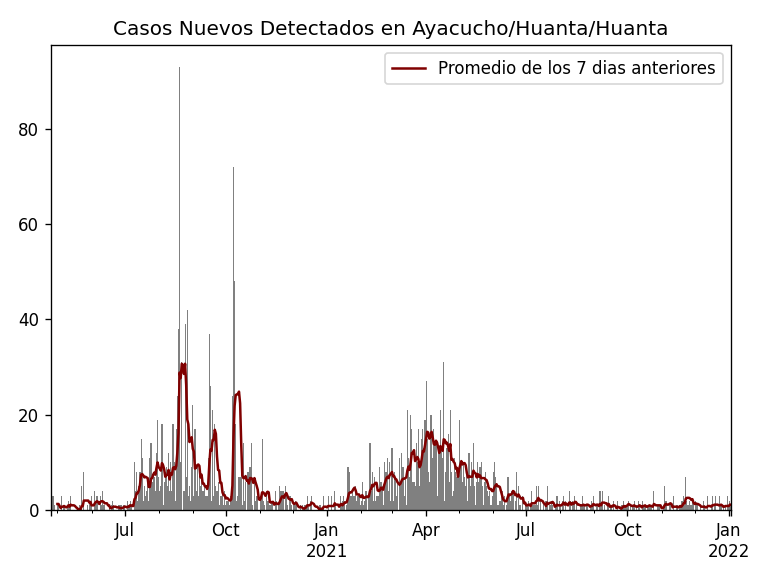 Casos Nuevos Detectados en Ayacucho/Huanta/Huanta
Promedio de los 7 dias anteriores
80
60
40
20
0
Jul Oct Jan Apr Jul Oct Jan
2021 2022